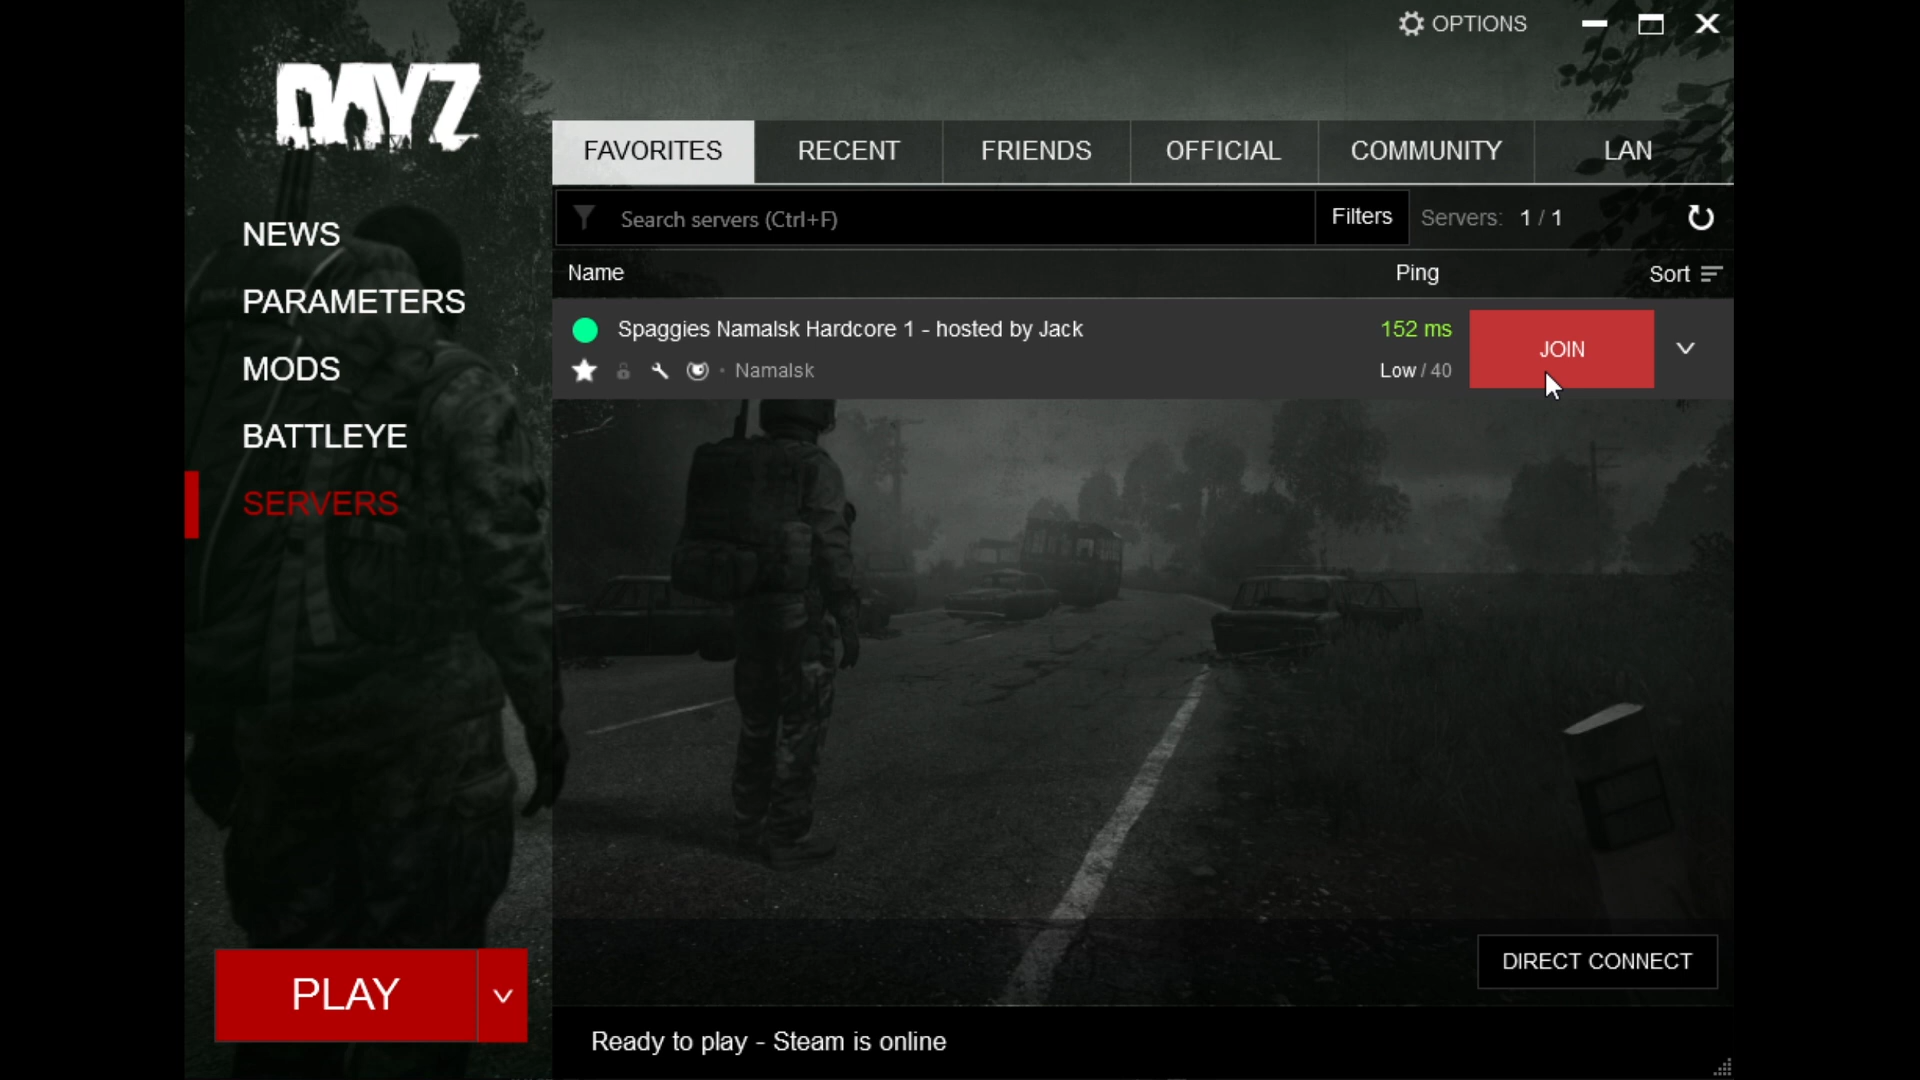 OPTIONS
DAYZ
FAVORITES RECENT FRIENDS OFFICIAL COMMUNITY LAN
Search servers (Ctrl+F) Filters Servers: 1 / 1
Name Ping Sort
Spaggies Namalsk Hardcore 1 - hosted by Jack 152 ms JOIN
• Namalsk Low / 40
NEWS
PARAMETERS
MODS
BATTLEYE
SERVERS
DIRECT CONNECT
PLAY
Ready to play - Steam is online